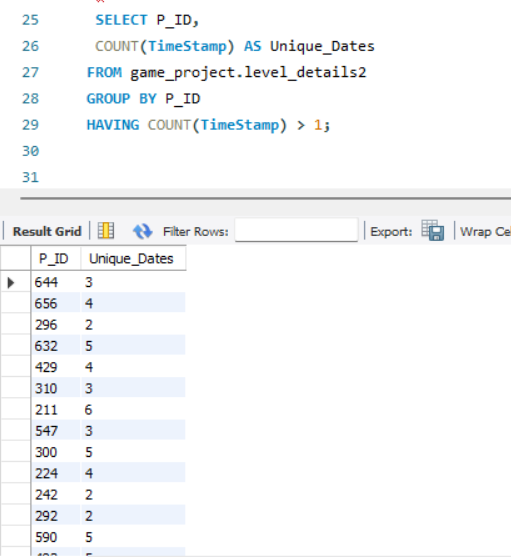 25 SELECT P_ID,
26 COUNT(TimeStamp) AS Unique_Dates
27 FROM game_project.level_details2
28 GROUP BY P_ID
29 HAVING COUNT(TimeStamp) > 1;
30
31
Result Grid Filter Rows: Export: Wrap Cel
P_ID Unique_Dates
644 3
656 4
296 2
632 5
429 4
310 3
211 6
547 3
300 5
224 4
242 2
292 2
590 5